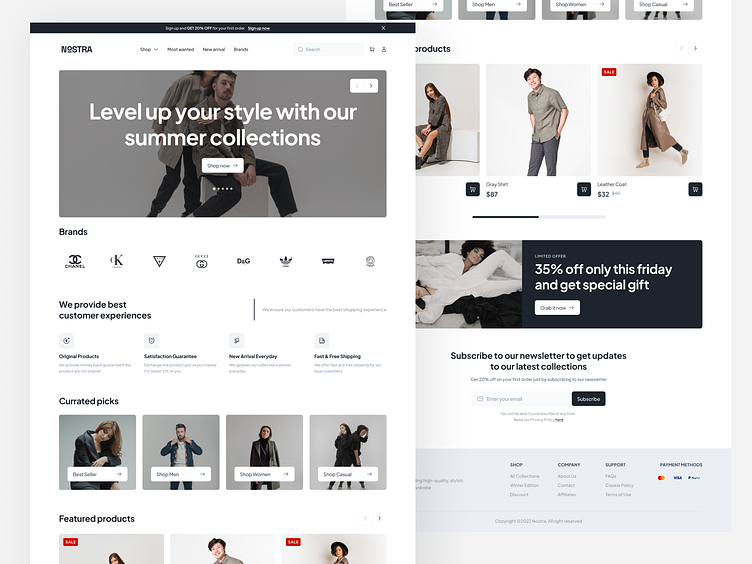 Sign up and GET 20% OFF for your first order. Sign up now
NOSTRA
Shop
Most wanted
New arrival
Brands
Search
Level up your style with our
summer collections
Shop now
Brands
CHANEL
CK
GUCCI
D&G
We provide best
customer experiences
We ensure our customers have the best shopping experience
Original Products
We provide money back guarantee if the
product are not original
Satisfaction Guarantee
Exchange the product you've purchased
if it doesn't fit on you
New Arrival Everyday
We updates our collections almost
everyday
Fast & Free Shipping
We offer fast and free shipping for our
loyal customers
Currated picks
Best Seller
Shop Men
Shop Women
Shop Casual
Featured products
SALE
SALE
Best Seller
Shop Men
Shop Women
Shop Casual
products
SALE
Gray Shirt
$87
Leather Coat
$32 $40
LIMITED OFFER
35% off only this friday
and get special gift
Grab it now
Subscribe to our newsletter to get updates
to our latest collections
Get 20% off on your first order just by subscribing to our newsletter
Enter your email
Subscribe
You will be able to unsubscribe at any time.
Read our Privacy Policy here
ling high-quality, stylish
SHOP
All Collections
Winter Edition
Discount
COMPANY
About Us
Contact
Affiliates
SUPPORT
FAQs
Cookie Policy
Terms of Use
PAYMENT METHODS
VISA
PayPal
Copyright ©2022 Nostra. All right reserved